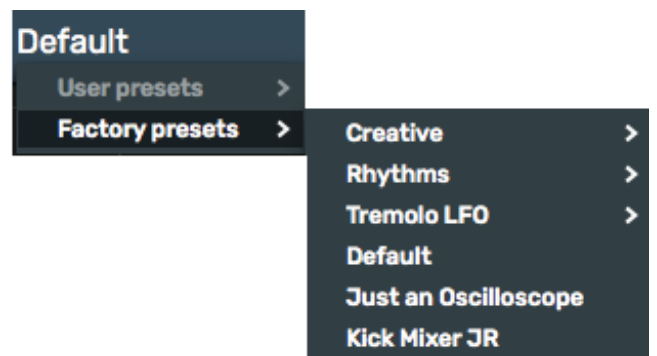 Default
User presets >
Factory presets >
Creative >
Rhythms >
Tremolo LFO >
Default
Just an Oscilloscope
Kick Mixer JR